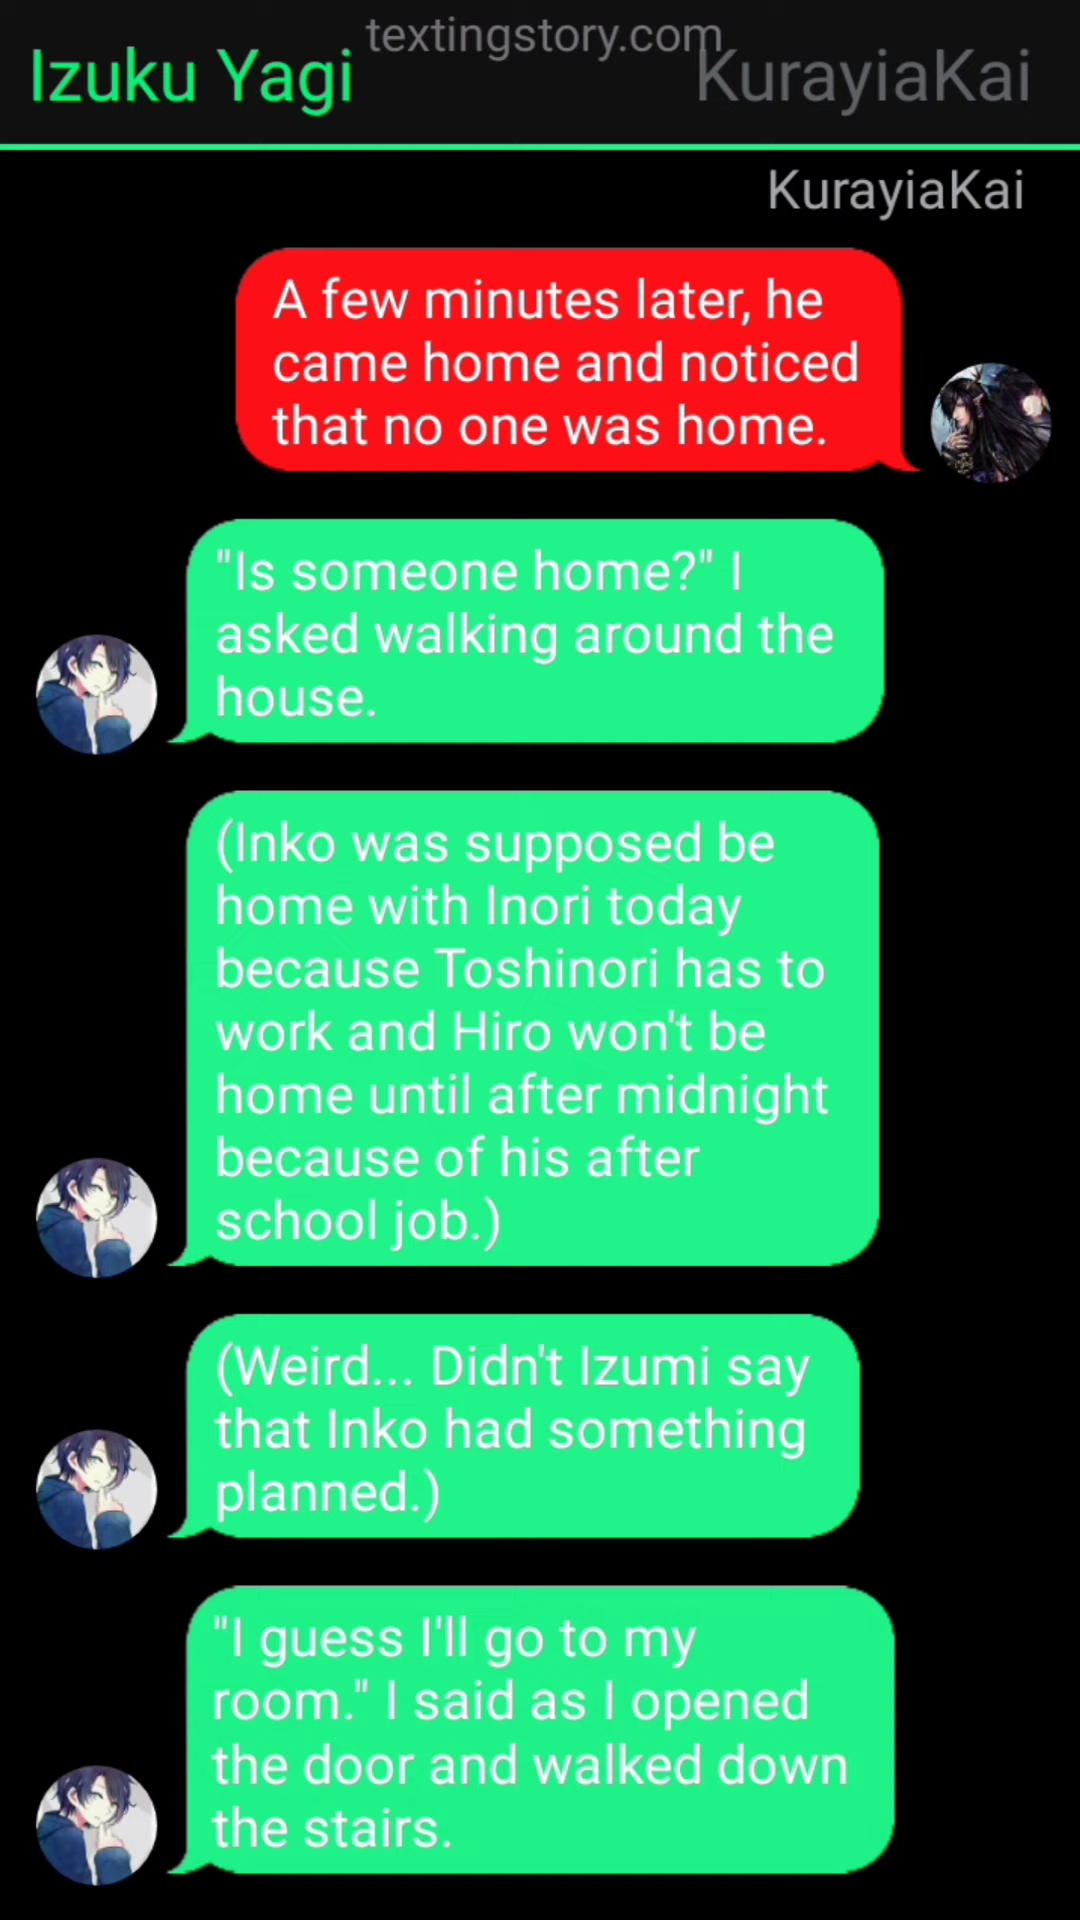 textingstory.com
Izuku Yagi
KurayiaKai
KurayiaKai
A few minutes later, he
came home and noticed
that no one was home.
"Is someone home?" I
asked walking around the
house.
(Inko was supposed be
home with Inori today
because Toshinori has to
work and Hiro won't be
home until after midnight
because of his after
school job.)
(Weird... Didn't Izumi say
that Inko had something
planned.)
"I guess I'll go to my
room." I said as I opened
the door and walked down
the stairs.